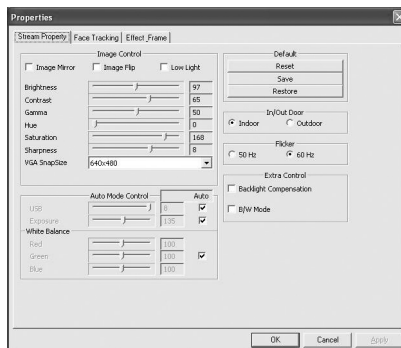 Properties
Stream Property Face Tracking Effect_Frame
Image Control
Image Mirror Image Flip Low Light
Brightness 97
Contrast 65
Gamma 50
Hue 0
Saturation 168
Sharpness 8
VGA SnapSize 640x480
Auto Mode Control Auto
USB 8
Exposure 135
White Balance
Red 100
Green 100
Blue 100
Default
Reset
Save
Restore
In/Out Door
Indoor Outdoor
Flicker
50 Hz 60 Hz
Extra Control
Backlight Compensation
B/W Mode
OK Cancel Apply